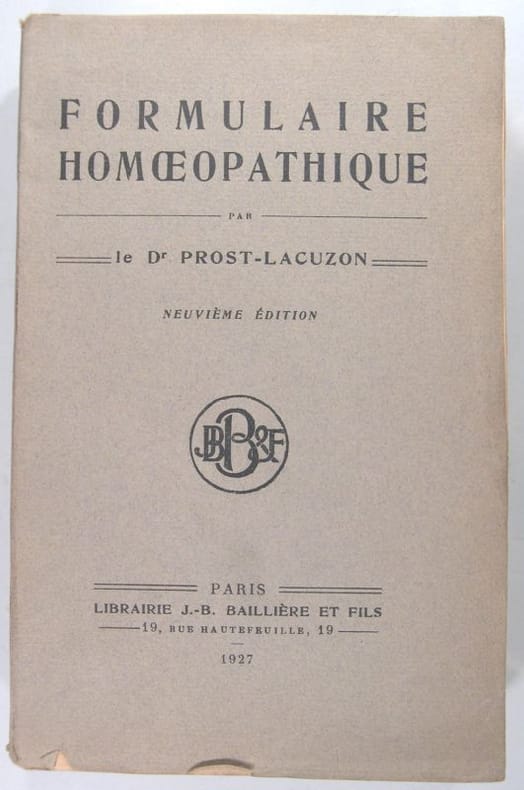 FORMULAIRE
HOMŒOPATHIQUE
PAR
le Dr PROST-LACUZON
NEUVIÈME ÉDITION
JBB&F
PARIS
LIBRAIRIE J.-B. BAILLIÈRE ET FILS
19, RUE HAUTEFEUILLE, 19
1927